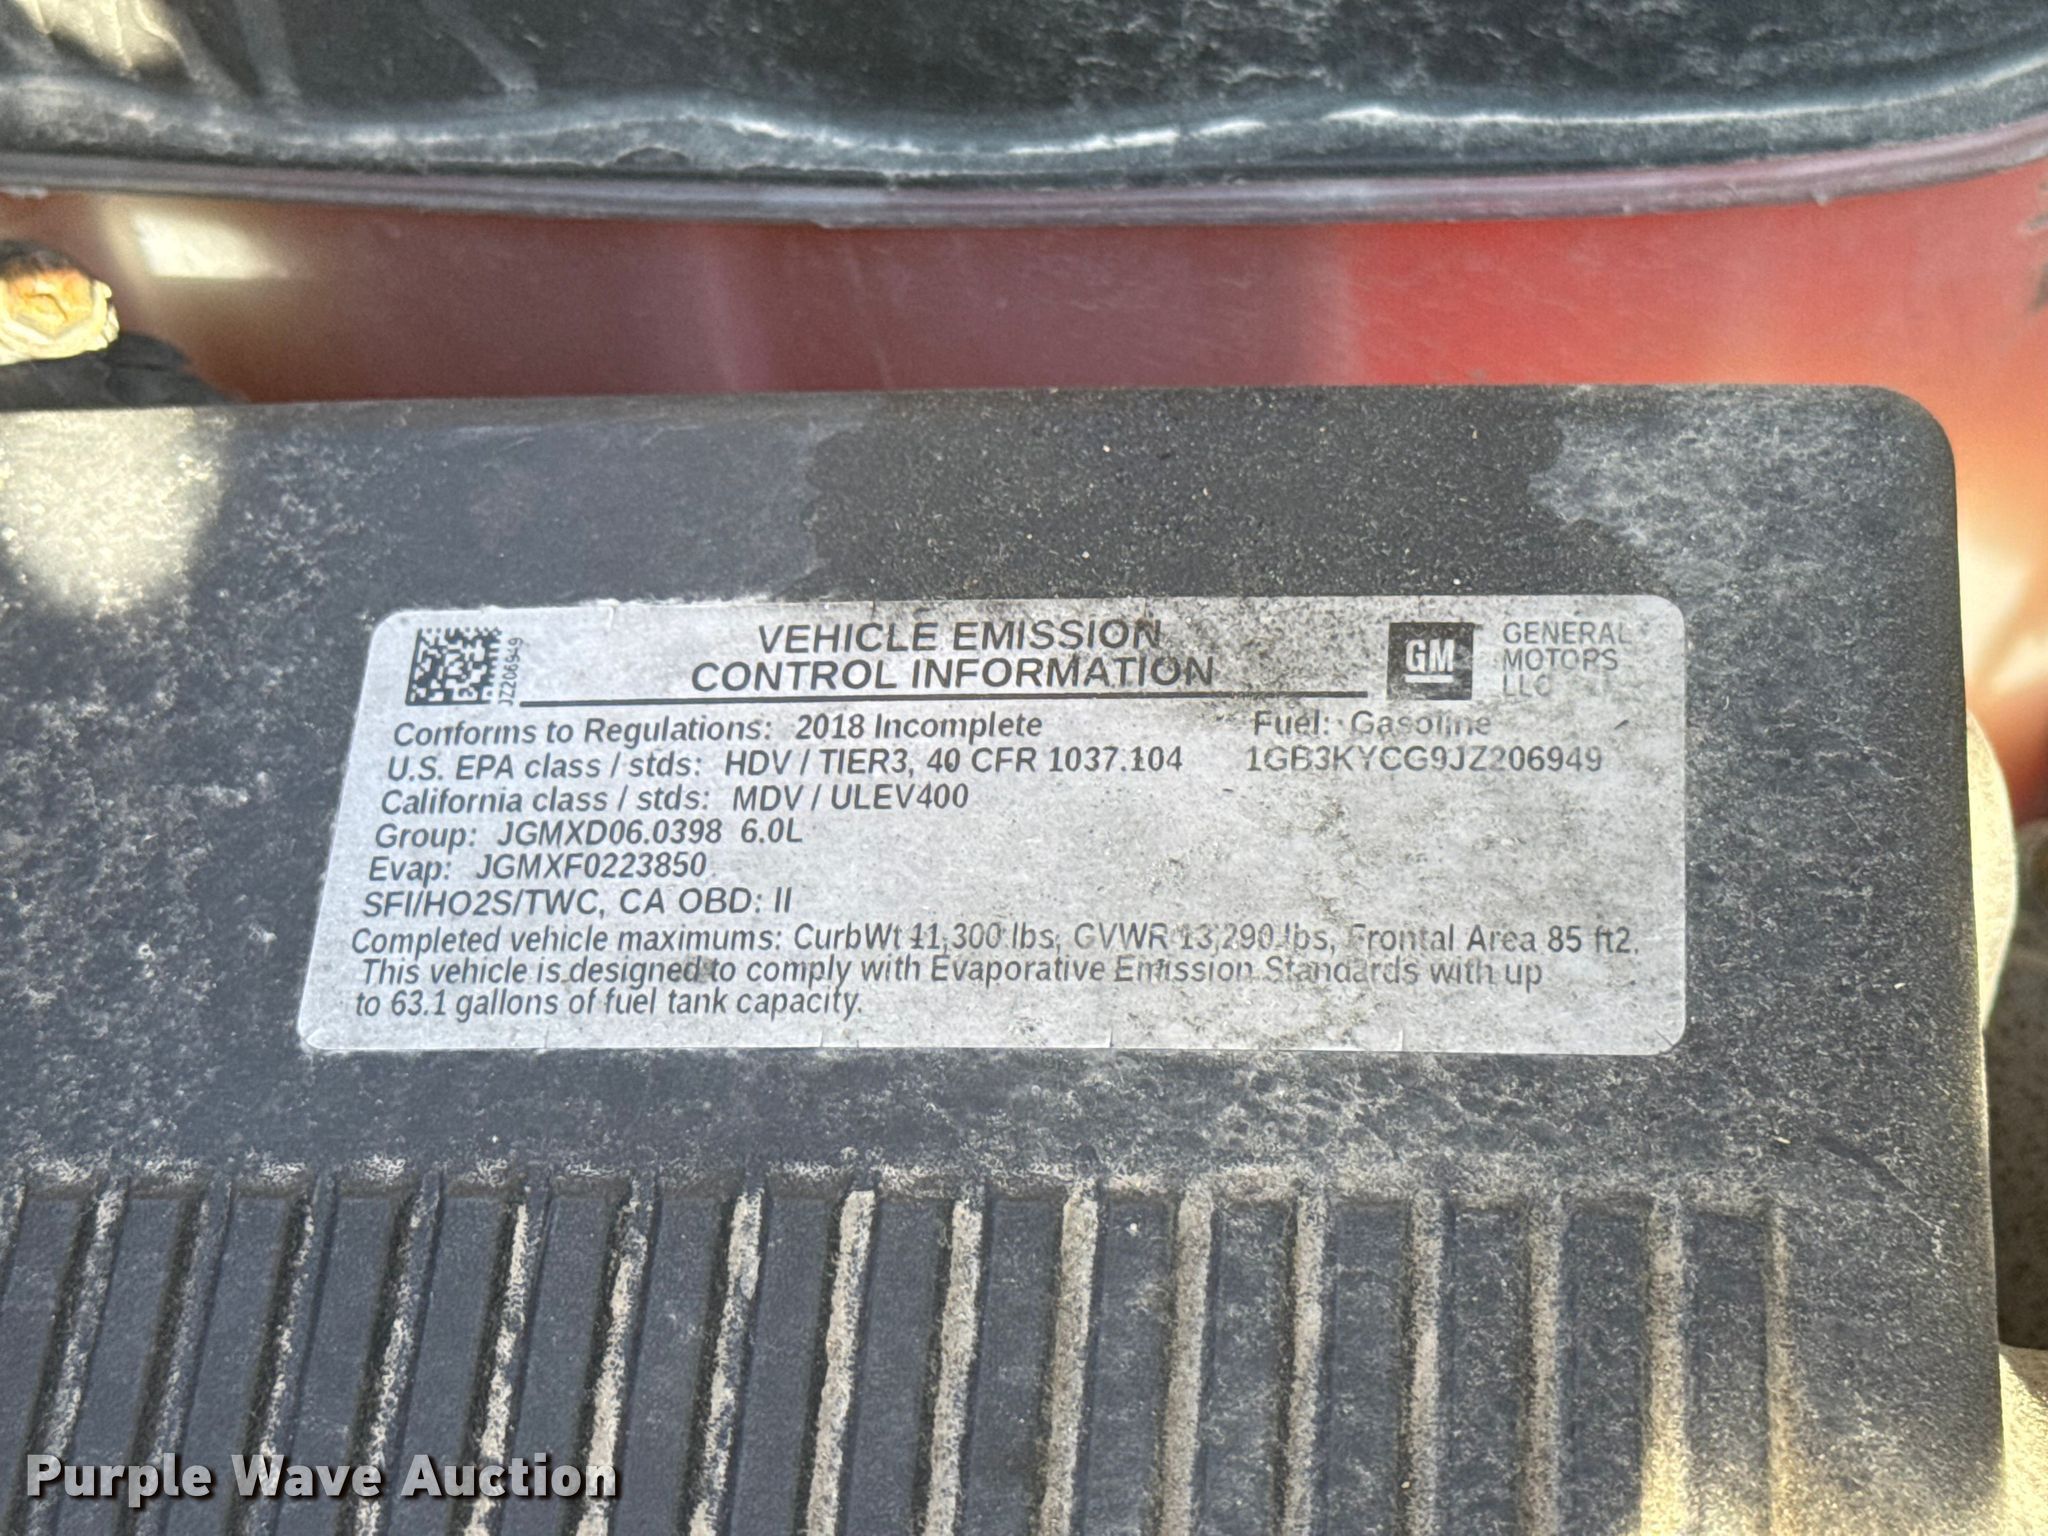 JZ206949
VEHICLE EMISSION
CONTROL INFORMATION
GM
GENERAL
MOTORS
LLC
Conforms to Regulations: 2018 Incomplete
Fuel: Gasoline
U.S. EPA class / stds: HDV / TIER3, 40 CFR 1037.104
1GB3KYCG9JZ206949
California class / stds: MDV / ULEV400
Group: JGMXD06.0398 6.0L
Evap: JGMXF0223850
SFI/HO2S/TWC, CA OBD: II
Completed vehicle maximums: CurbWt 11,300 lbs, GVWR 13,290 lbs, Frontal Area 85 ft2.
This vehicle is designed to comply with Evaporative Emission Standards with up
to 63.1 gallons of fuel tank capacity.
Purple Wave Auction